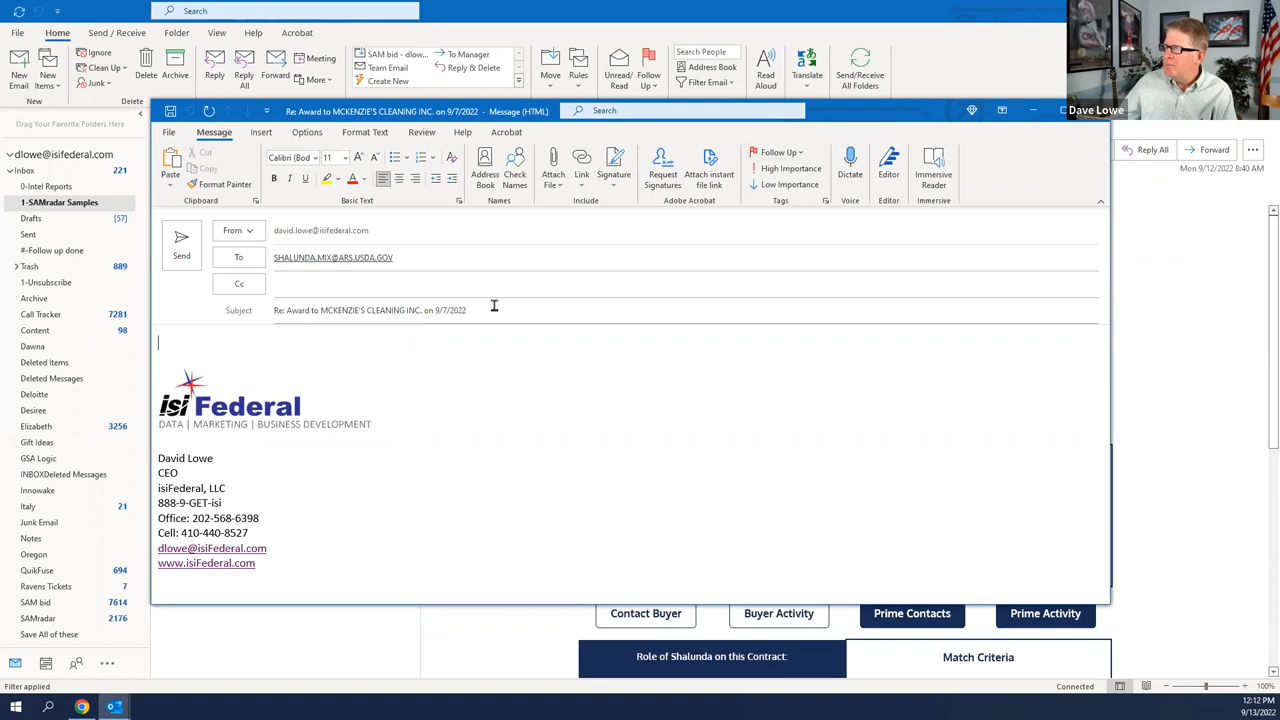 Search
File Home Send / Receive Folder View Help Acrobat
New Email
New Items
New
Ignore
Clean Up
Junk
Delete
Archive
Delete
Reply
Reply All
Forward
Meeting
More
SAM bid - dlow...
Team Email
Create New
To Manager
Reply & Delete
Move
Rules
Unread/ Read
Follow Up
Search People
Address Book
Filter Email
Read Aloud
Translate
Send/Receive All Folders
Dave Lowe
Drag Your Favorite Folders Here
dlowe@isifederal.com
Inbox 221
0-Intel Reports
1-SAMradar Samples
Drafts [57]
Sent
#-Follow up done
Trash 889
1-Unsubscribe
Archive
Call Tracker 7281
Content 98
Dawna
Deleted Items
Deleted Messages
Deloitte
Desiree
Elizabeth 3256
Gift Ideas
GSA Logic
INBOXDeleted Messages
Innowake
Italy 21
Junk Email
Notes
Oregon
QuikFuse 694
Ravens Tickets 7
SAM bid 7614
SAMradar 2176
Save All of these
Filter applied
Re: Award to MCKENZIE'S CLEANING INC. on 9/7/2022 - Message (HTML)
Search
File Message Insert Options Format Text Review Help Acrobat
Paste
Cut
Copy
Format Painter
Clipboard
Calibri (Bod 11
B I U
Basic Text
Address Book
Check Names
Names
Attach File
Link
Signature
Include
Request Signatures
Attach instant file link
Adobe Acrobat
Follow Up
High Importance
Low Importance
Tags
Dictate
Voice
Editor
Editor
Immersive Reader
Immersive
Send
From david.lowe@isifederal.com
To SHALUNDA.MIX@ARS.USDA.GOV
Cc
Subject Re: Award to MCKENZIE'S CLEANING INC. on 9/7/2022
isi Federal
DATA | MARKETING | BUSINESS DEVELOPMENT
David Lowe
CEO
isiFederal, LLC
888-9-GET-isi
Office: 202-568-6398
Cell: 410-440-8527
dlowe@isiFederal.com
www.isiFederal.com
Reply All Forward
Mon 9/12/2022 8:40 AM
Contact Buyer Buyer Activity Prime Contacts Prime Activity
Role of Shalunda on this Contract: Match Criteria
Connected 100%
12:12 PM
9/13/2022